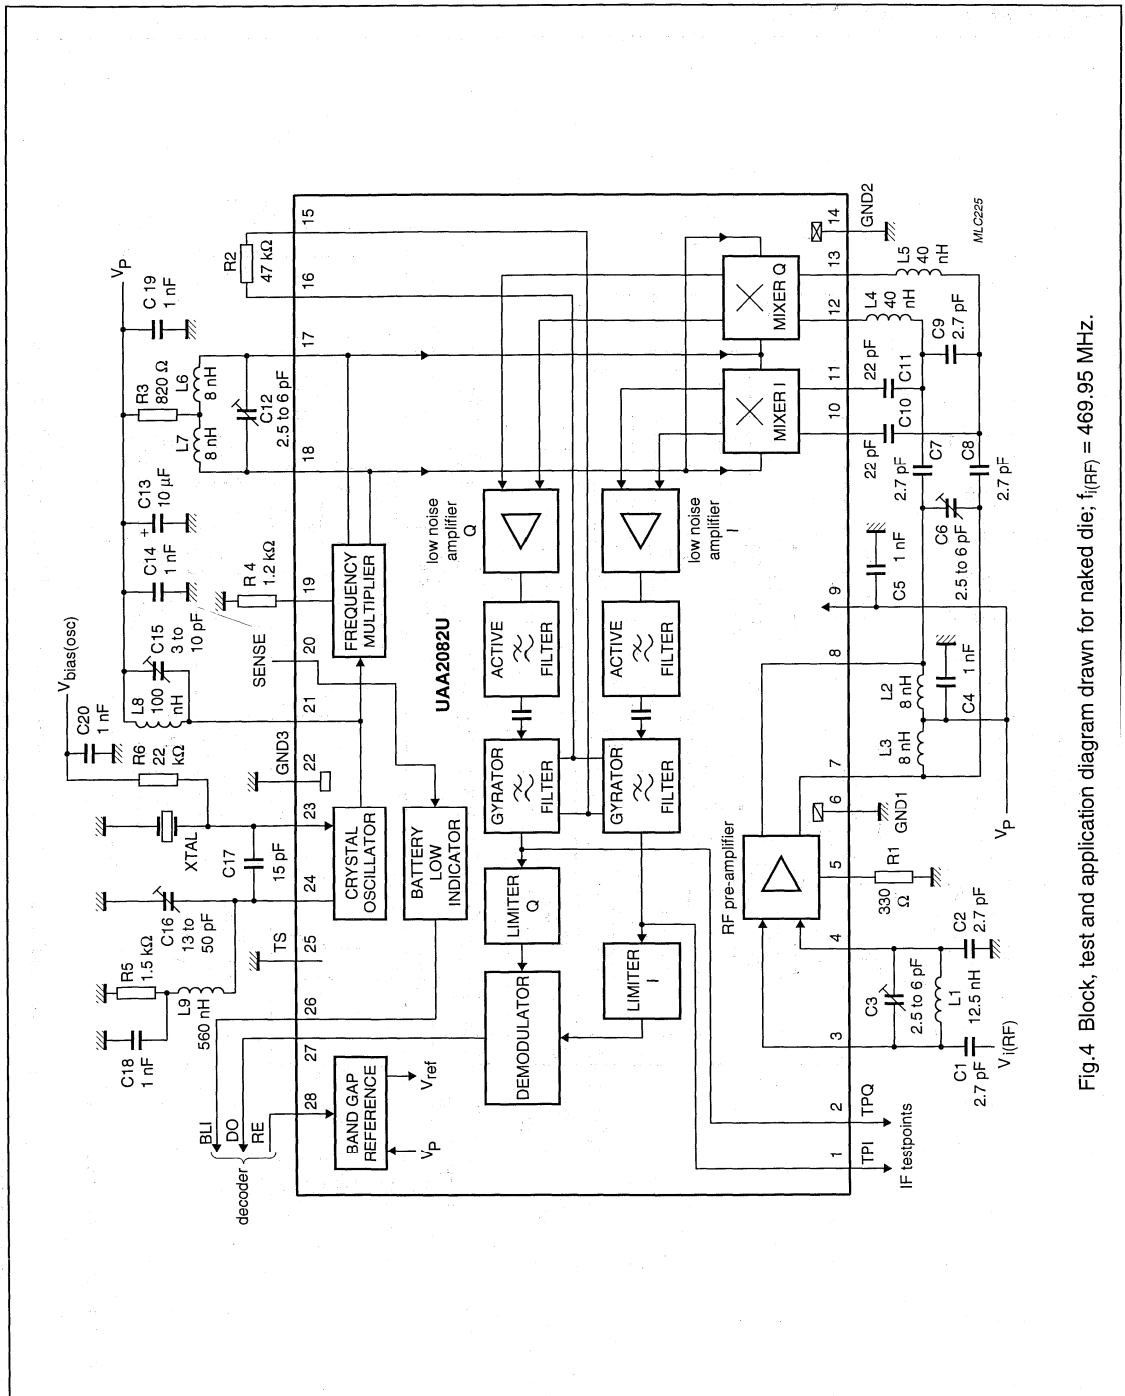 decoder
BLI
DO
RE
C18
1 nF
R5
1.5 kΩ
L9
560 nH
C16
13 to
50 pF
C17
15 pF
XTAL
R6
22
kΩ
C20
1 nF
Vbias(osc)
L8
100
nH
C15
3 to
10 pF
C14
1 nF
+
C13
10 µF
R3
820 Ω
L7
8 nH
L6
8 nH
C12
2.5 to 6 pF
C 19
1 nF
VP
R 4
1.2 kΩ
SENSE
GND3
TS
R2
47 kΩ
28
27
26
25
24
23
22
21
20
19
18
17
16
15
BAND GAP
REFERENCE
VP
Vref
CRYSTAL
OSCILLATOR
BATTERY
LOW
INDICATOR
FREQUENCY
MULTIPLIER
UAA2082U
DEMODULATOR
LIMITER
Q
GYRATOR
FILTER
ACTIVE
FILTER
low noise
amplifier
Q
LIMITER
I
GYRATOR
FILTER
ACTIVE
FILTER
low noise
amplifier
I
RF pre-amplifier
MIXER I
MIXER Q
1
2
3
4
5
6
7
8
9
10
11
12
13
14
TPI
TPQ
IF testpoints
C1
2.7 pF
Vi(RF)
C3
2.5 to 6 pF
L1
12.5 nH
C2
2.7 pF
330
Ω
R1
GND1
VP
L3
8 nH
L2
8 nH
C4
1 nF
C5
1 nF
C6
2.5 to 6 pF
2.7 pF
C7
C8
2.7 pF
22 pF
C10
22 pF
C11
L4
40
nH
C9
2.7 pF
L5
40
nH
GND2
MLC225
Fig.4 Block, test and application diagram drawn for naked die; fi(RF) = 469.95 MHz.